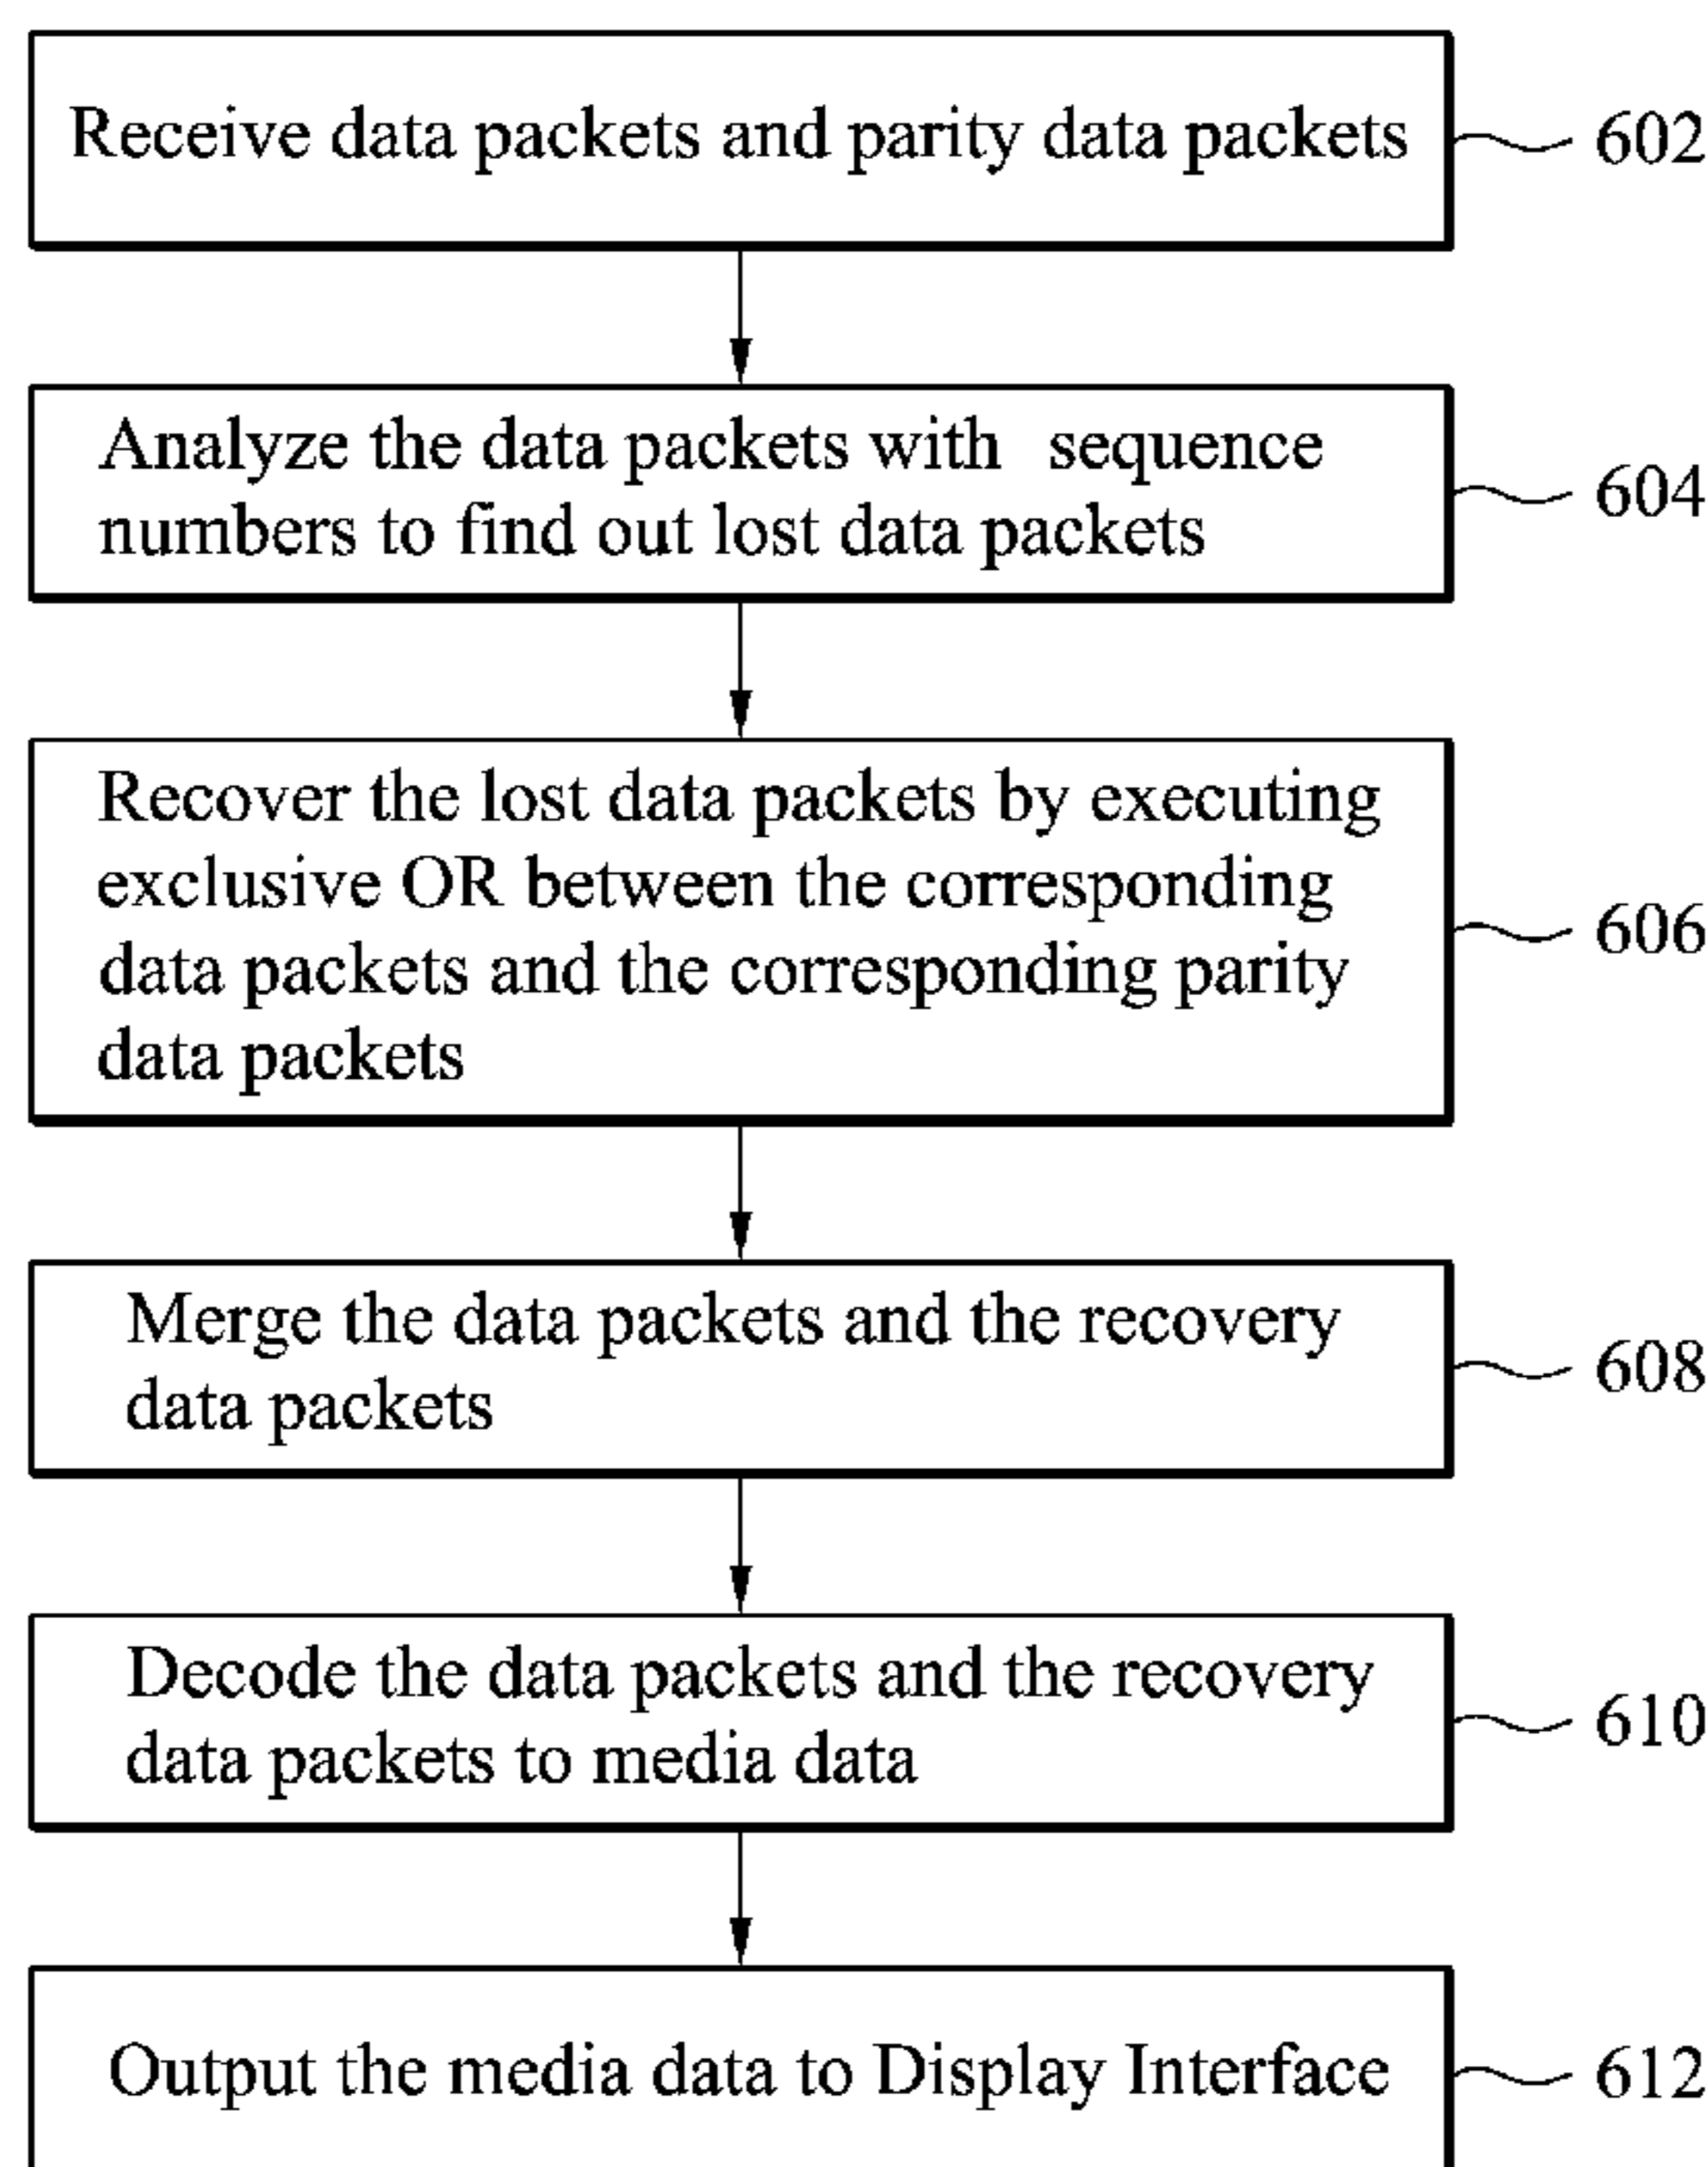 Receive data packets and parity data packets
602
Analyze the data packets with sequence
numbers to find out lost data packets
604
Recover the lost data packets by executing
exclusive OR between the corresponding
data packets and the corresponding parity
data packets
606
Merge the data packets and the recovery
data packets
608
Decode the data packets and the recovery
data packets to media data
610
Output the media data to Display Interface
612